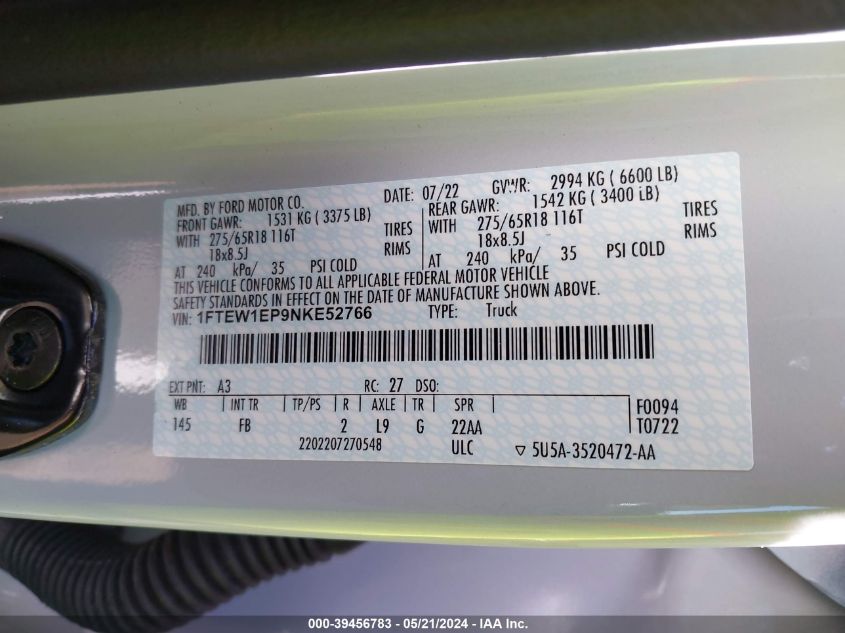 MFD. BY FORD MOTOR CO. DATE: 07/22 GVWR: 2994 KG ( 6600 LB)
FRONT GAWR: 1531 KG ( 3375 LB) REAR GAWR: 1542 KG ( 3400 LB)
WITH 275/65R18 116T TIRES WITH 275/65R18 116T TIRES
18x8.5J RIMS 18x8.5J RIMS
AT 240 kPa/ 35 PSI COLD AT 240 kPa/ 35 PSI COLD
THIS VEHICLE CONFORMS TO ALL APPLICABLE FEDERAL MOTOR VEHICLE
SAFETY STANDARDS IN EFFECT ON THE DATE OF MANUFACTURE SHOWN ABOVE.
VIN: 1FTEW1EP9NKE52766 TYPE: Truck
EXT PNT: A3 RC: 27 DSO:
WB INT TR TP/PS R AXLE TR SPR F0094
145 FB 2 L9 G 22AA T0722
2202207270548 ULC ▽ 5U5A-3520472-AA
000-39456783 - 05/21/2024 - IAA Inc.